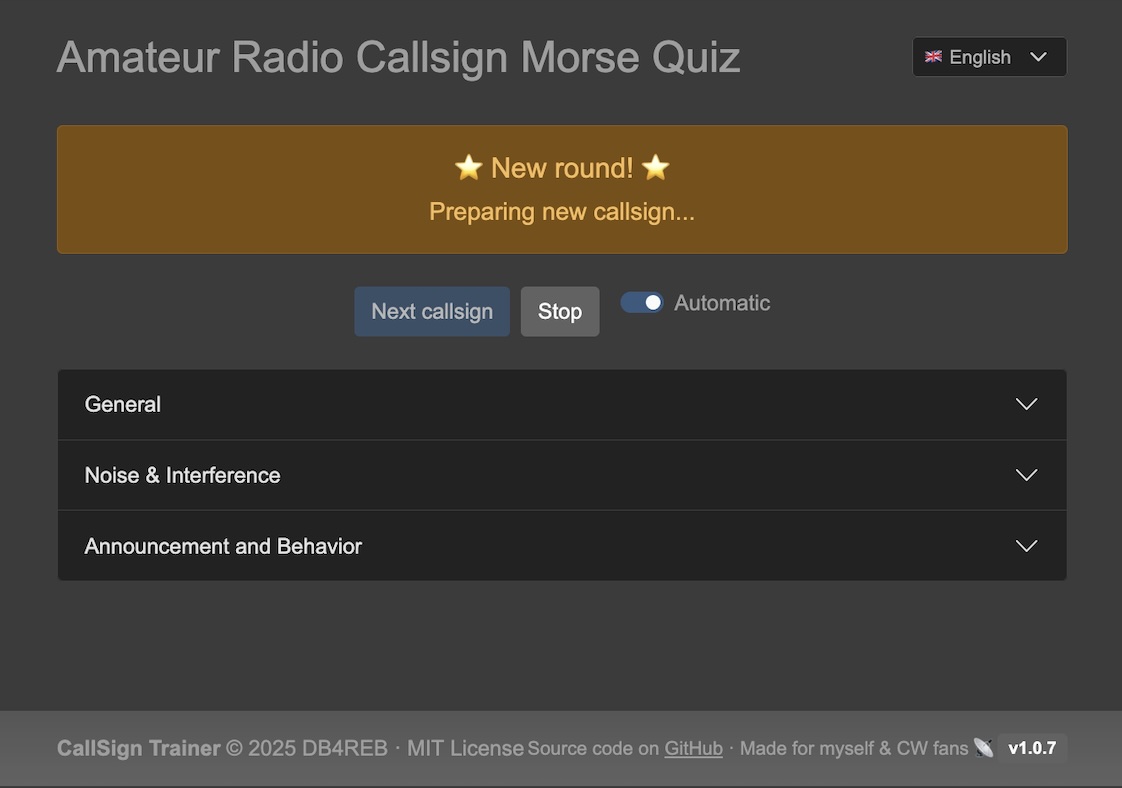 Amateur Radio Callsign Morse Quiz
🇬🇧 English
⭐ New round! ⭐
Preparing new callsign...
Next callsign
Stop
Automatic
General
Noise & Interference
Announcement and Behavior
CallSign Trainer © 2025 DB4REB · MIT License Source code on GitHub · Made for myself & CW fans 📡 v1.0.7